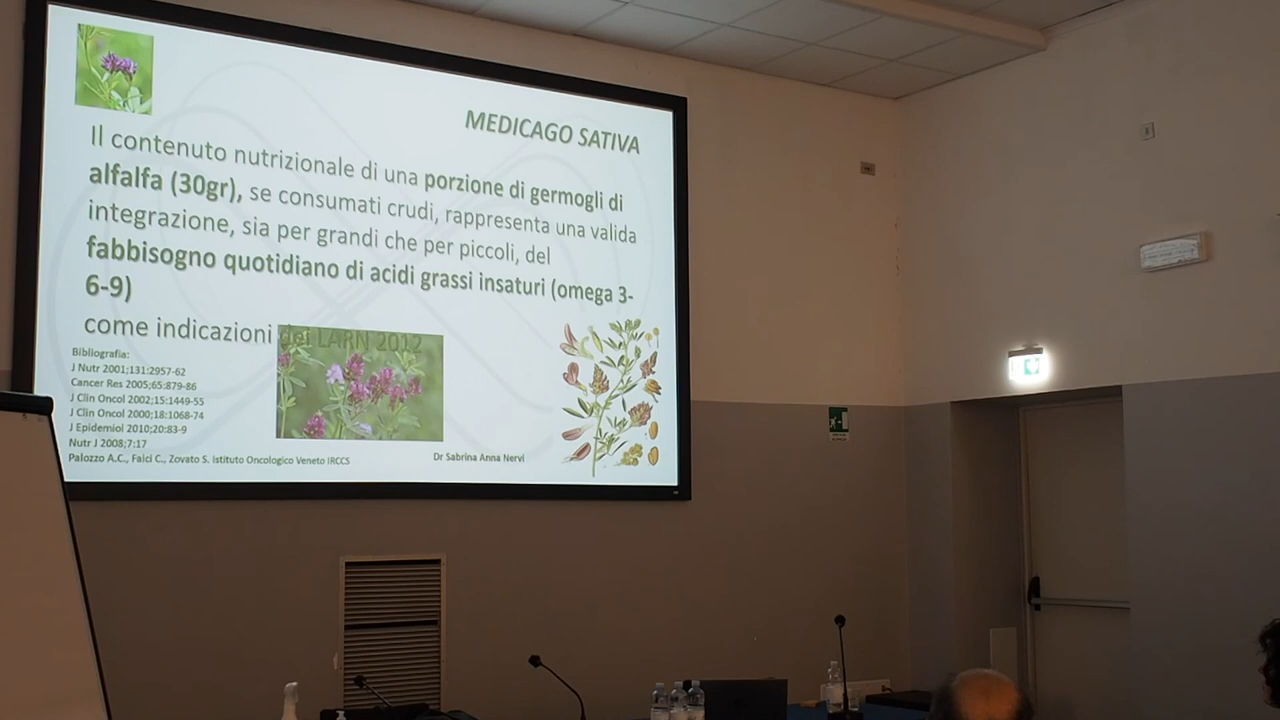 MEDICAGO SATIVA
Il contenuto nutrizionale di una porzione di germogli di
alfalfa (30gr), se consumati crudi, rappresenta una valida
integrazione, sia per grandi che per piccoli, del
fabbisogno quotidiano di acidi grassi insaturi (omega 3-
6-9)
come indicazioni dei LARN 2012
Bibliografia:
J Nutr 2001;131:2957-62
Cancer Res 2005;65:879-86
J Clin Oncol 2002;15:1449-55
J Clin Oncol 2000;18:1068-74
J Epidemiol 2010;20:83-9
Nutr J 2008;7:17
Palozzo A.C., Falci C., Zovato S. Istituto Oncologico Veneto IRCCS
Dr Sabrina Anna Nervi